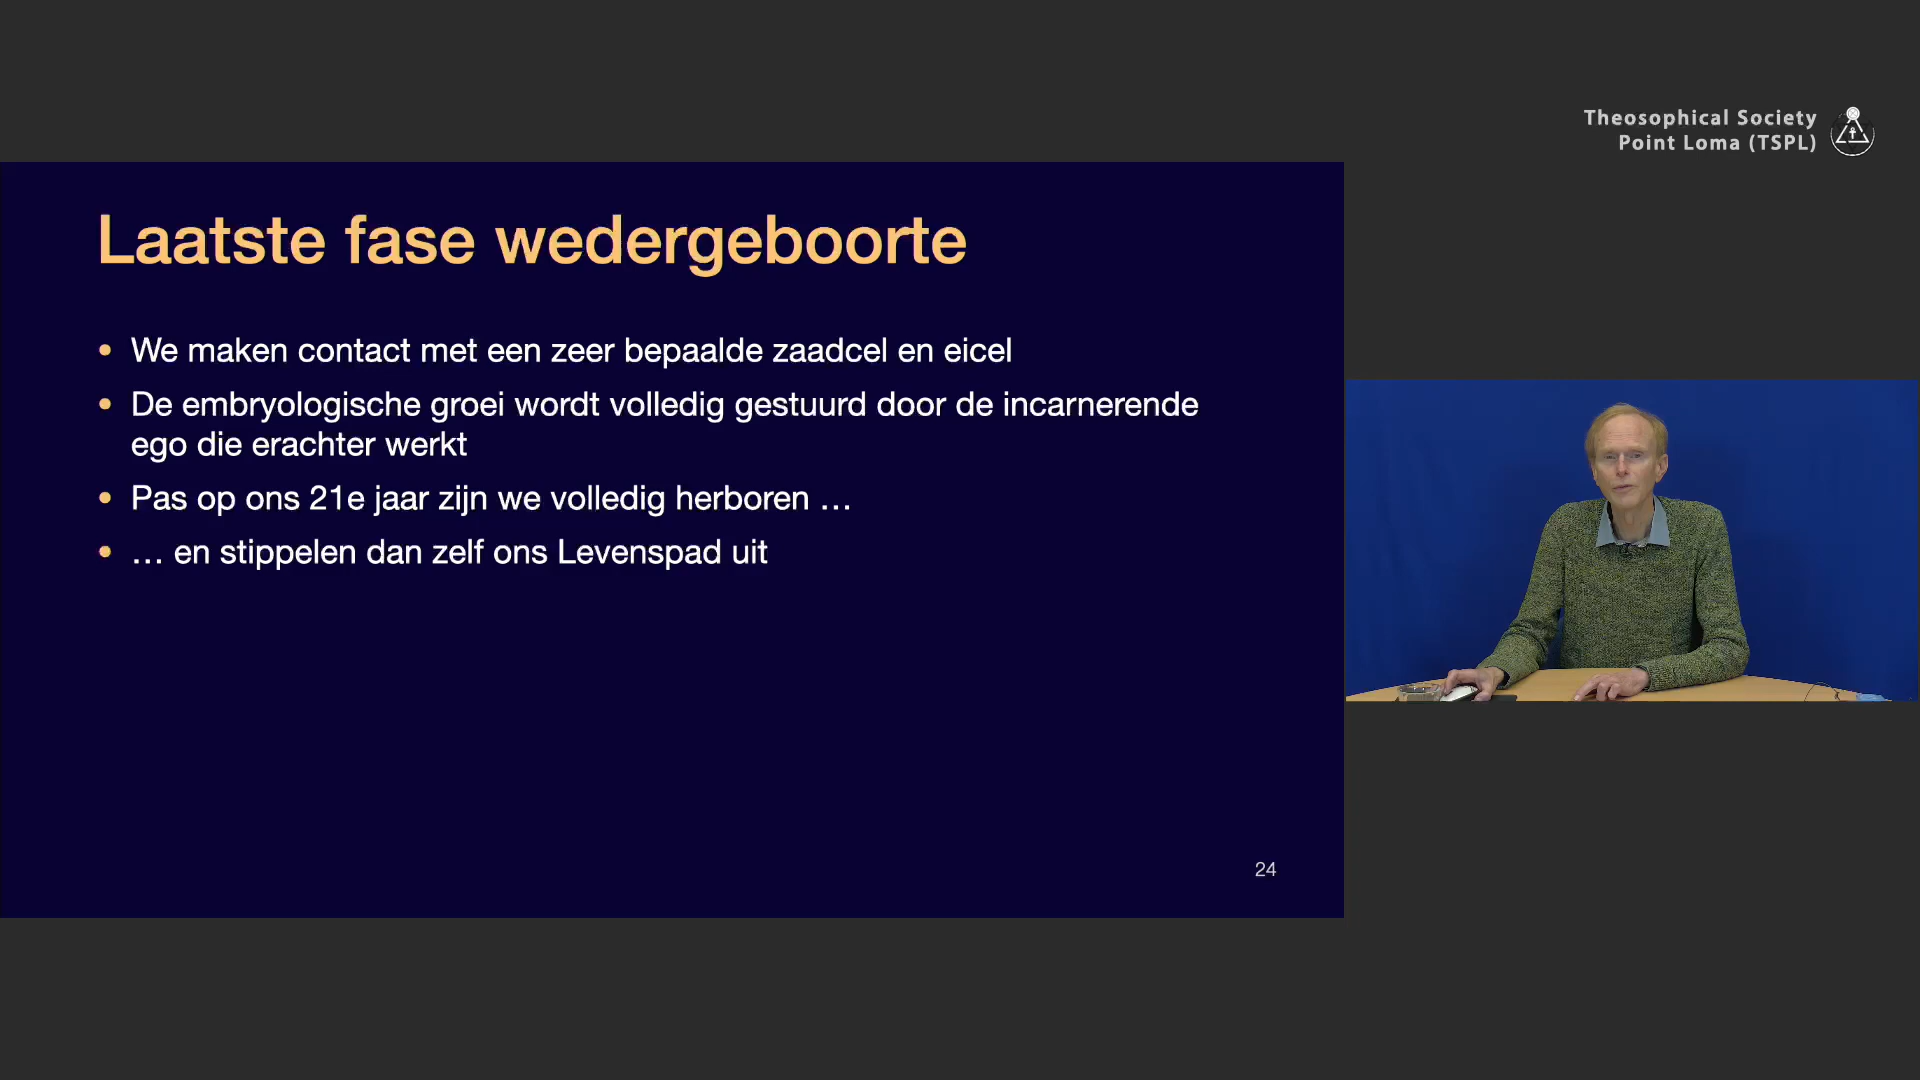 Theosophical Society
Point Loma (TSPL)
Laatste fase wedergeboorte
• We maken contact met een zeer bepaalde zaadcel en eicel
• De embryologische groei wordt volledig gestuurd door de incarnerende
ego die erachter werkt
• Pas op ons 21e jaar zijn we volledig herboren …
• … en stippelen dan zelf ons Levenspad uit
24